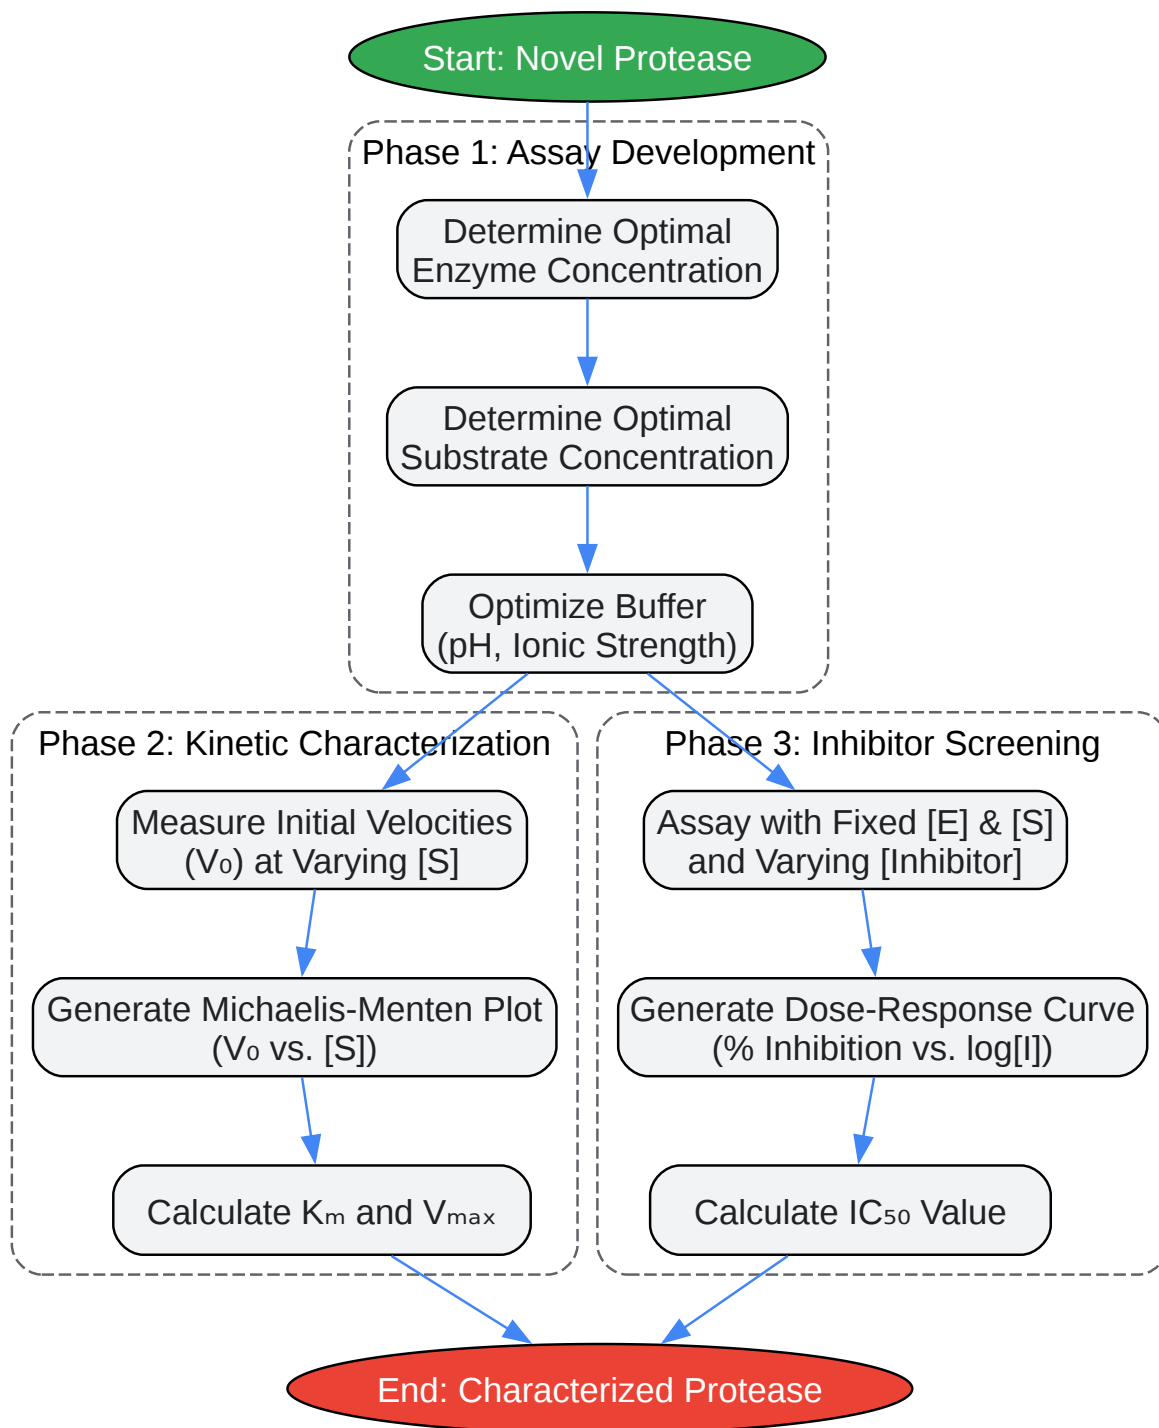 Start: Novel Protease
Phase 1: Assay Development
Determine Optimal
Enzyme Concentration
Determine Optimal
Substrate Concentration
Optimize Buffer
(pH, Ionic Strength)
Phase 2: Kinetic Characterization
Measure Initial Velocities
(V₀) at Varying [S]
Generate Michaelis-Menten Plot
(V₀ vs. [S])
Calculate Kₘ and Vₘₐₓ
Phase 3: Inhibitor Screening
Assay with Fixed [E] & [S]
and Varying [Inhibitor]
Generate Dose-Response Curve
(% Inhibition vs. log[I])
Calculate IC₅₀ Value
End: Characterized Protease